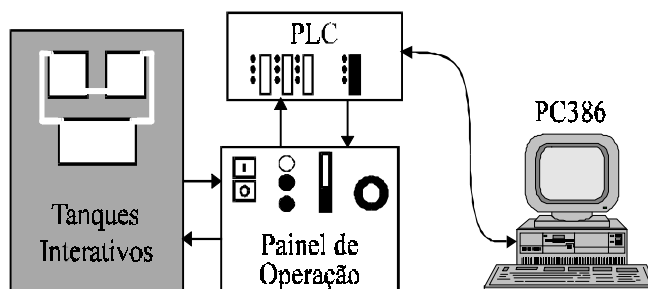 PLC
PC386
I
O
Tanques
Interativos
Painel de
Operação